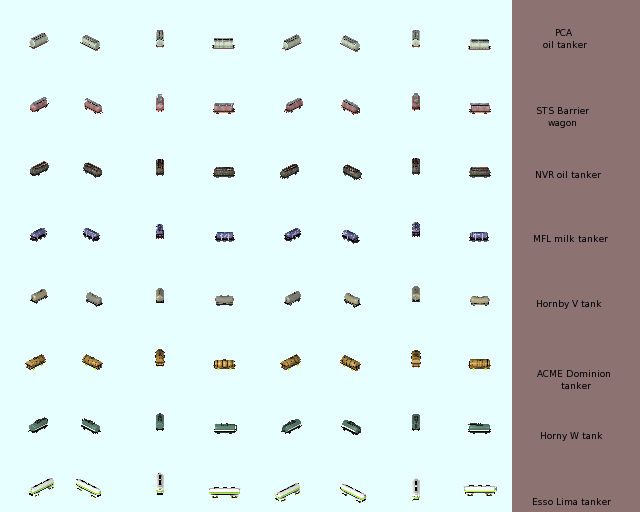 PCA
oil tanker
STS Barrier
wagon
NVR oil tanker
MFL milk tanker
Hornby V tank
ACME Dominion
tanker
Horny W tank
Esso Lima tanker